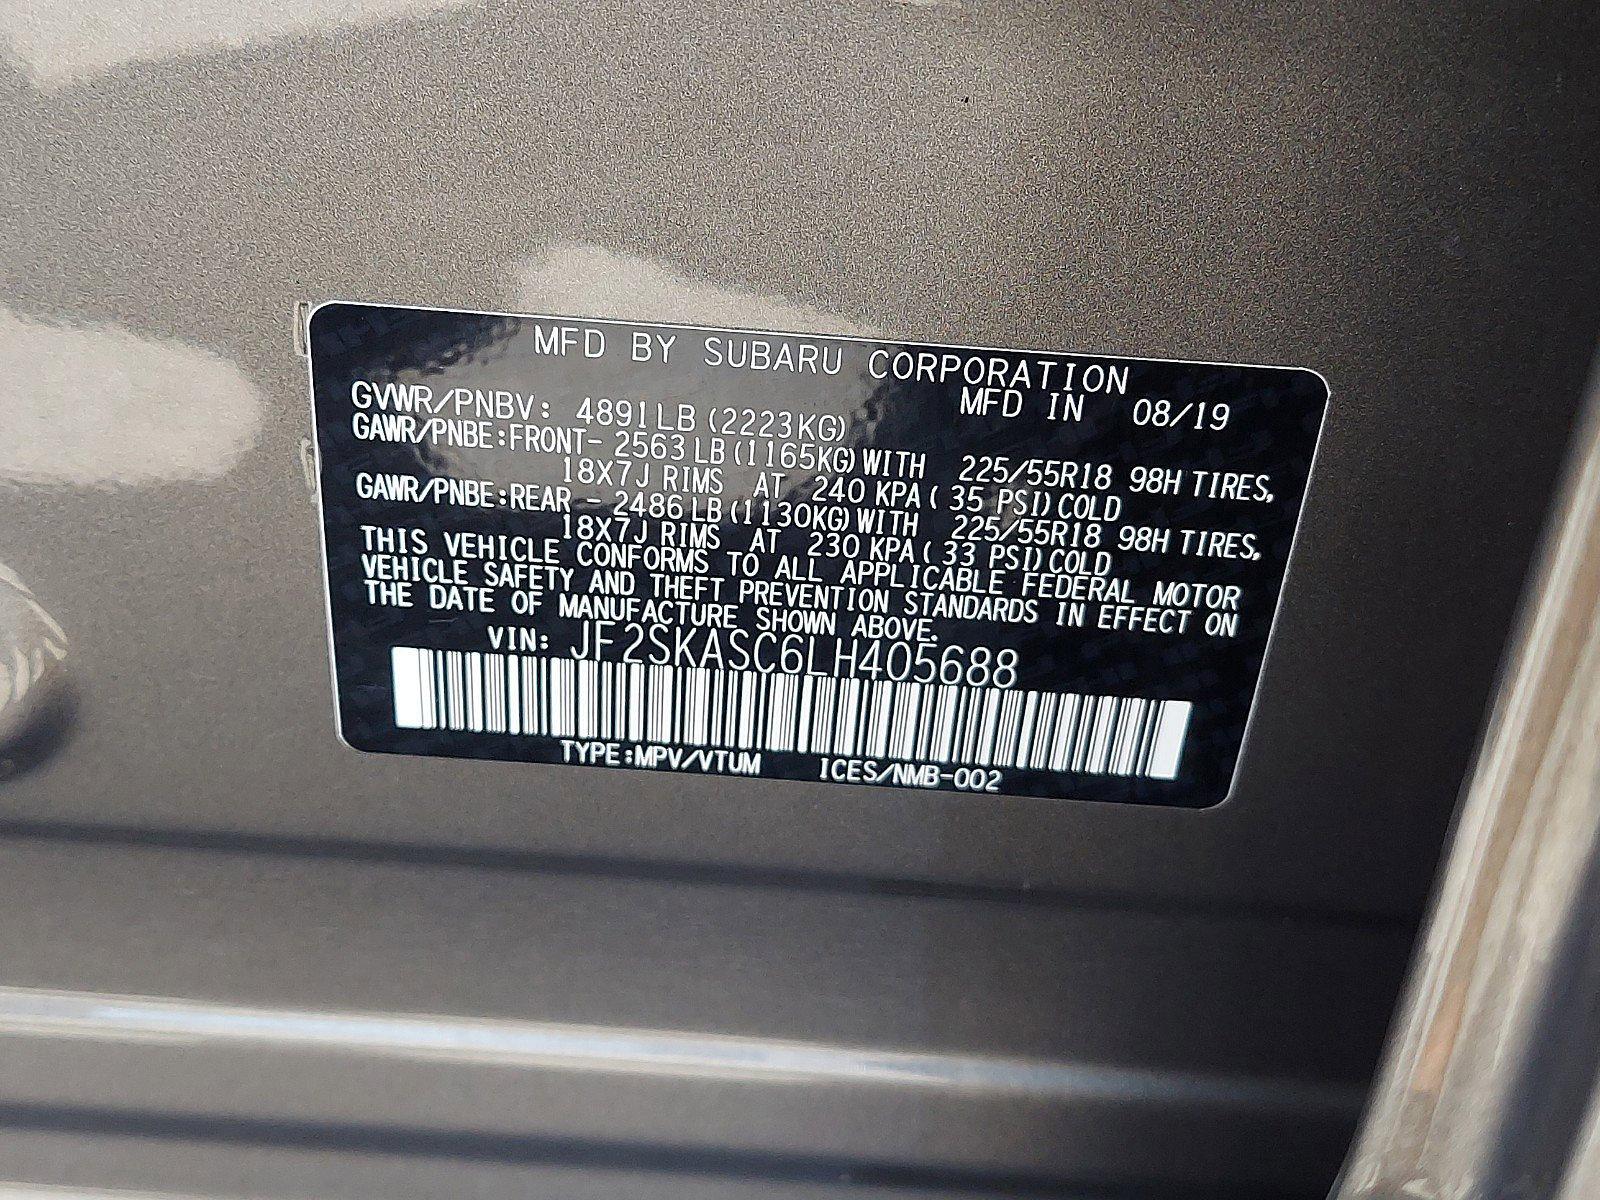 MFD BY SUBARU CORPORATION
MFD IN 08/19
GVWR/PNBV: 4891LB (2223KG)
GAWR/PNBE:FRONT- 2563 LB (1165KG) WITH 225/55R18 98H TIRES,
18X7J RIMS AT 240 KPA ( 35 PSI) COLD
GAWR/PNBE:REAR - 2486 LB (1130KG) WITH 225/55R18 98H TIRES,
18X7J RIMS AT 230 KPA ( 33 PSI) COLD
THIS VEHICLE CONFORMS TO ALL APPLICABLE FEDERAL MOTOR
VEHICLE SAFETY AND THEFT PREVENTION STANDARDS IN EFFECT ON
THE DATE OF MANUFACTURE SHOWN ABOVE.
VIN: JF2SKASC6LH405688
TYPE:MPV/VTUM ICES/NMB-002